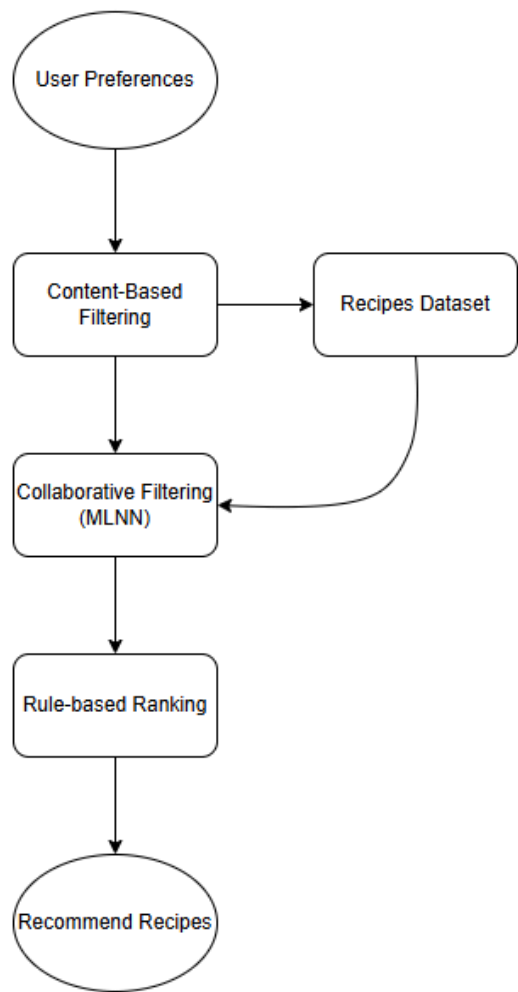 User Preferences
Content-Based
Filtering
Recipes Dataset
Collaborative Filtering
(MLNN)
Rule-based Ranking
Recommend Recipes